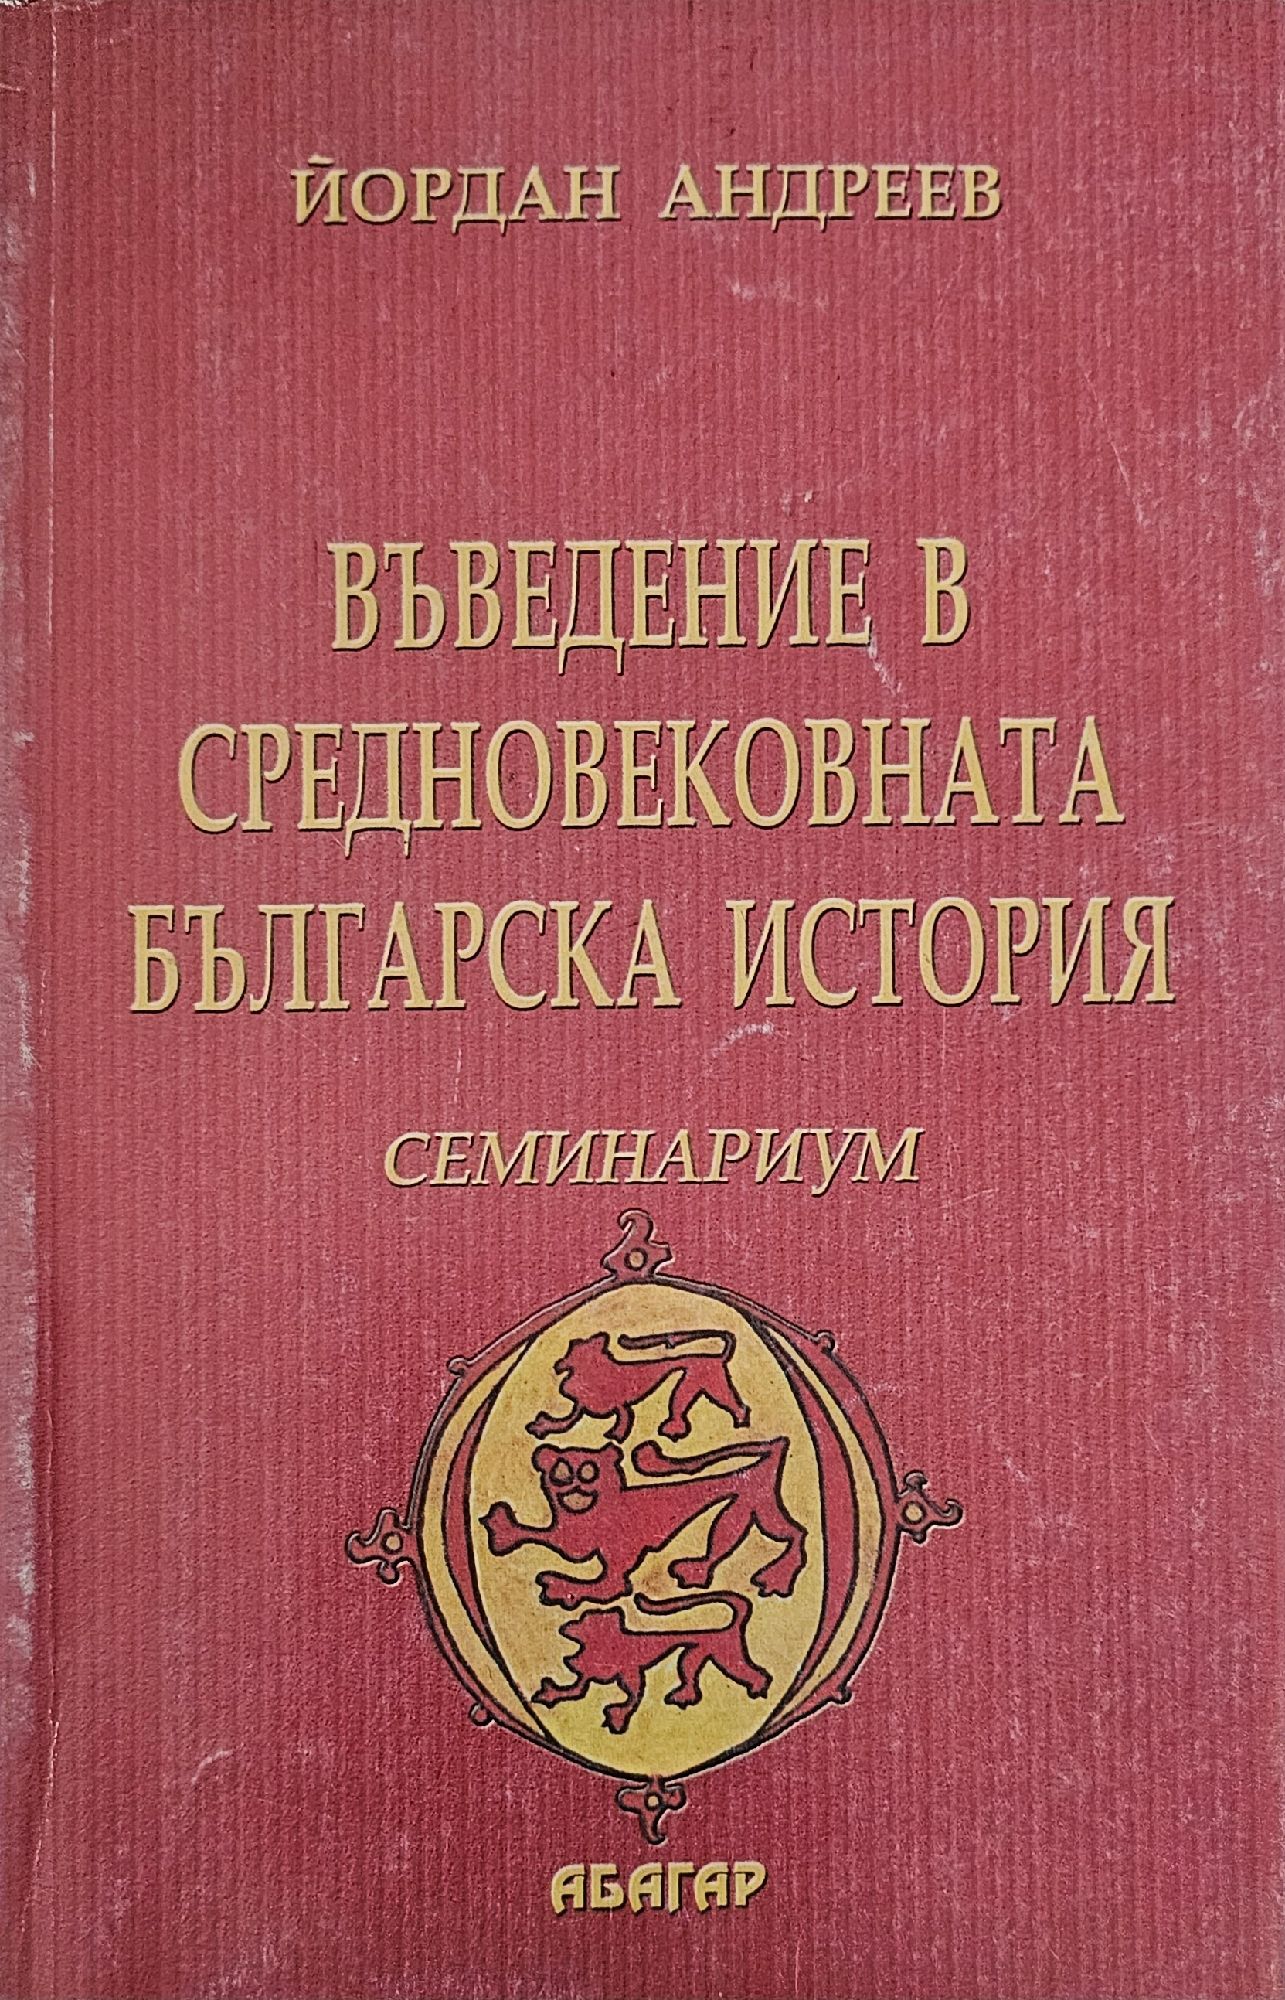 ЙОРДАН АНДРЕЕВ
ВЪВЕДЕНИЕ В
СРЕДНОВЕКОВНАТА
БЪЛГАРСКА ИСТОРИЯ
СЕМИНАРИУМ
АБАГАР